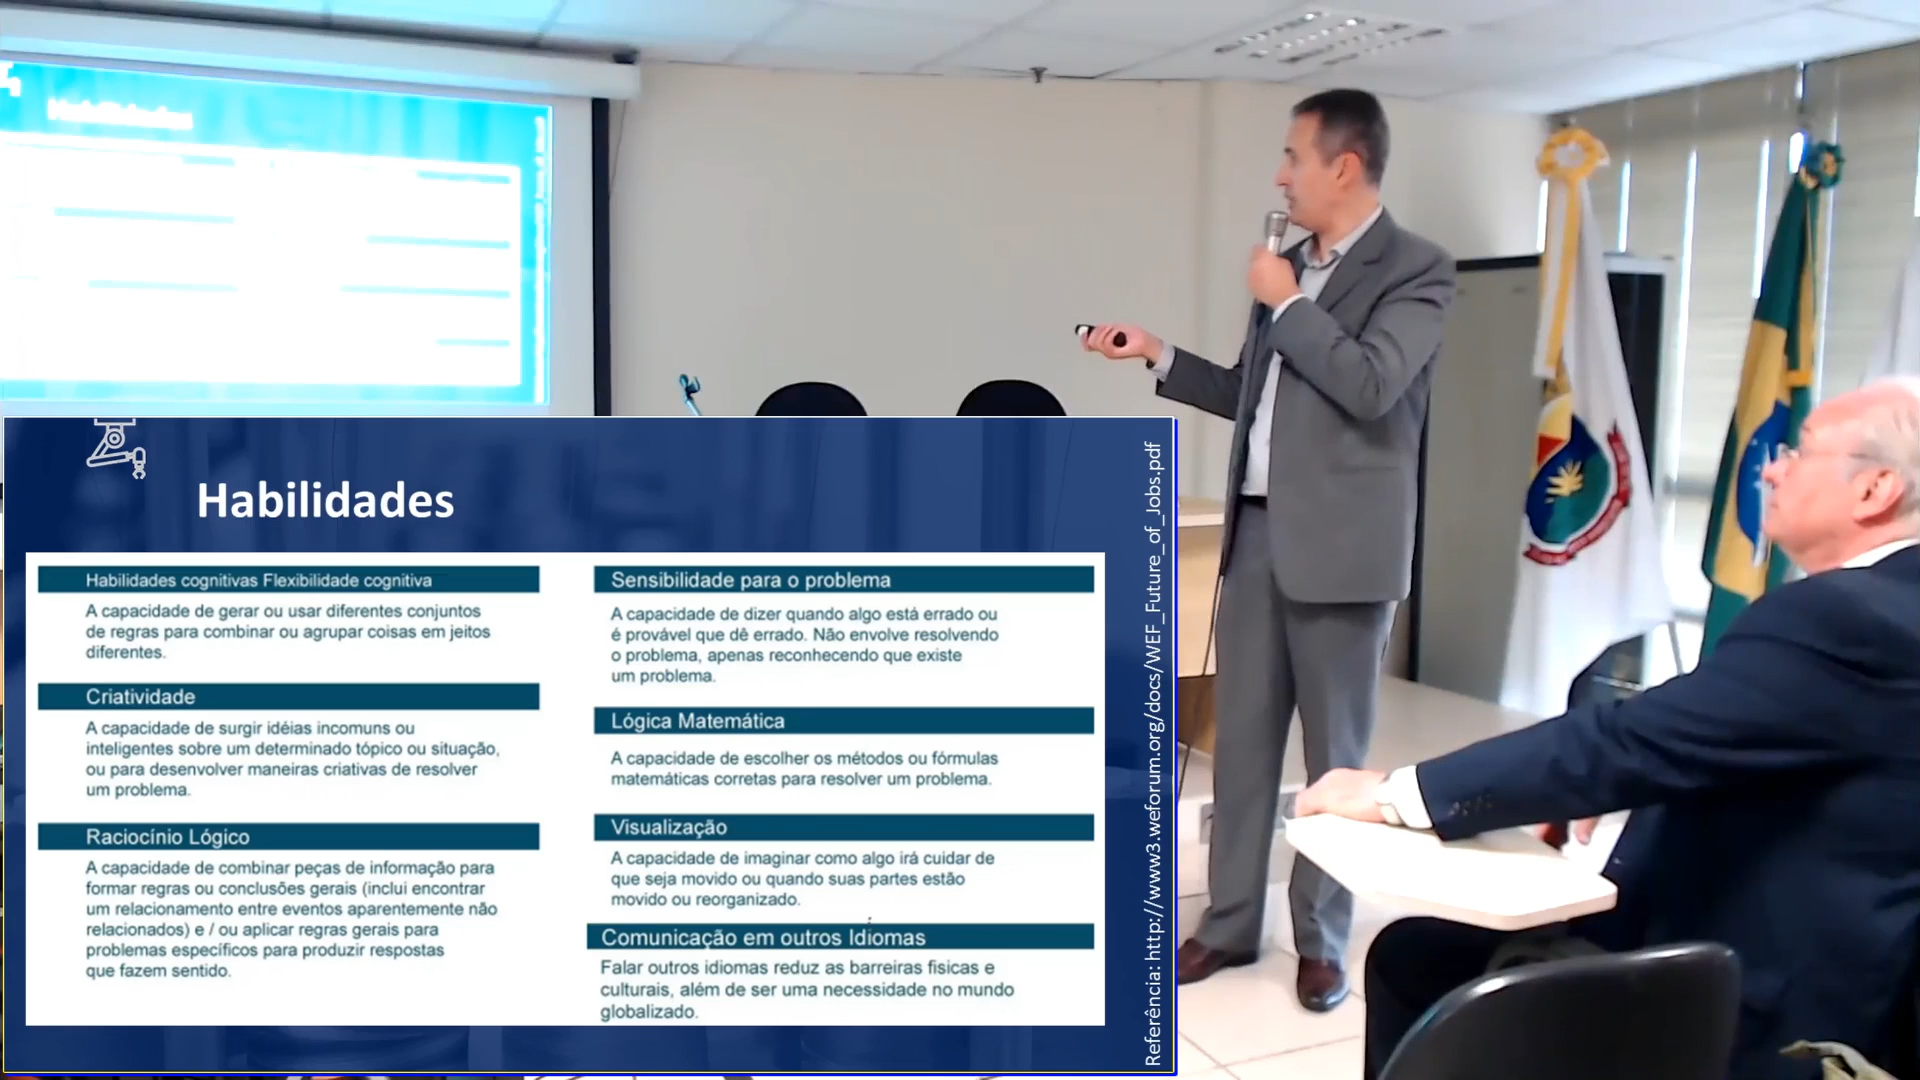 Habilidades
Habilidades
Habilidades cognitivas Flexibilidade cognitiva
A capacidade de gerar ou usar diferentes conjuntos
de regras para combinar ou agrupar coisas em jeitos
diferentes.
Criatividade
A capacidade de surgir idéias incomuns ou
inteligentes sobre um determinado tópico ou situação,
ou para desenvolver maneiras criativas de resolver
um problema.
Raciocínio Lógico
A capacidade de combinar peças de informação para
formar regras ou conclusões gerais (inclui encontrar
um relacionamento entre eventos aparentemente não
relacionados) e / ou aplicar regras gerais para
problemas específicos para produzir respostas
que fazem sentido.
Sensibilidade para o problema
A capacidade de dizer quando algo está errado ou
é provável que dê errado. Não envolve resolvendo
o problema, apenas reconhecendo que existe
um problema.
Lógica Matemática
A capacidade de escolher os métodos ou fórmulas
matemáticas corretas para resolver um problema.
Visualização
A capacidade de imaginar como algo irá cuidar de
que seja movido ou quando suas partes estão
movido ou reorganizado.
Comunicação em outros Idiomas
Falar outros idiomas reduz as barreiras fisicas e
culturais, além de ser uma necessidade no mundo
globalizado.
Referência: http://www3.weforum.org/docs/WEF_Future_of_Jobs.pdf